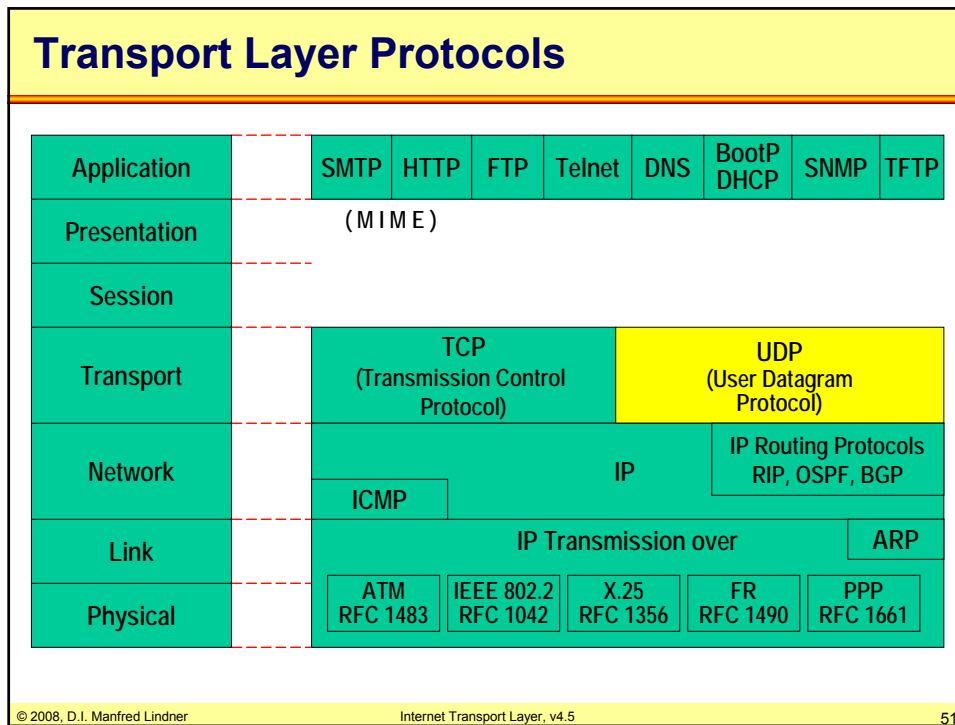 Transport Layer Protocols
Application
SMTP
HTTP
FTP
Telnet
DNS
BootP
DHCP
SNMP
TFTP
Presentation
(MIME)
Session
Transport
TCP
(Transmission Control
Protocol)
UDP
(User Datagram
Protocol)
Network
IP
IP Routing Protocols
RIP, OSPF, BGP
ICMP
Link
IP Transmission over
ARP
Physical
ATM
RFC 1483
IEEE 802.2
RFC 1042
X.25
RFC 1356
FR
RFC 1490
PPP
RFC 1661
© 2008, D.I. Manfred Lindner
Internet Transport Layer, v4.5
51